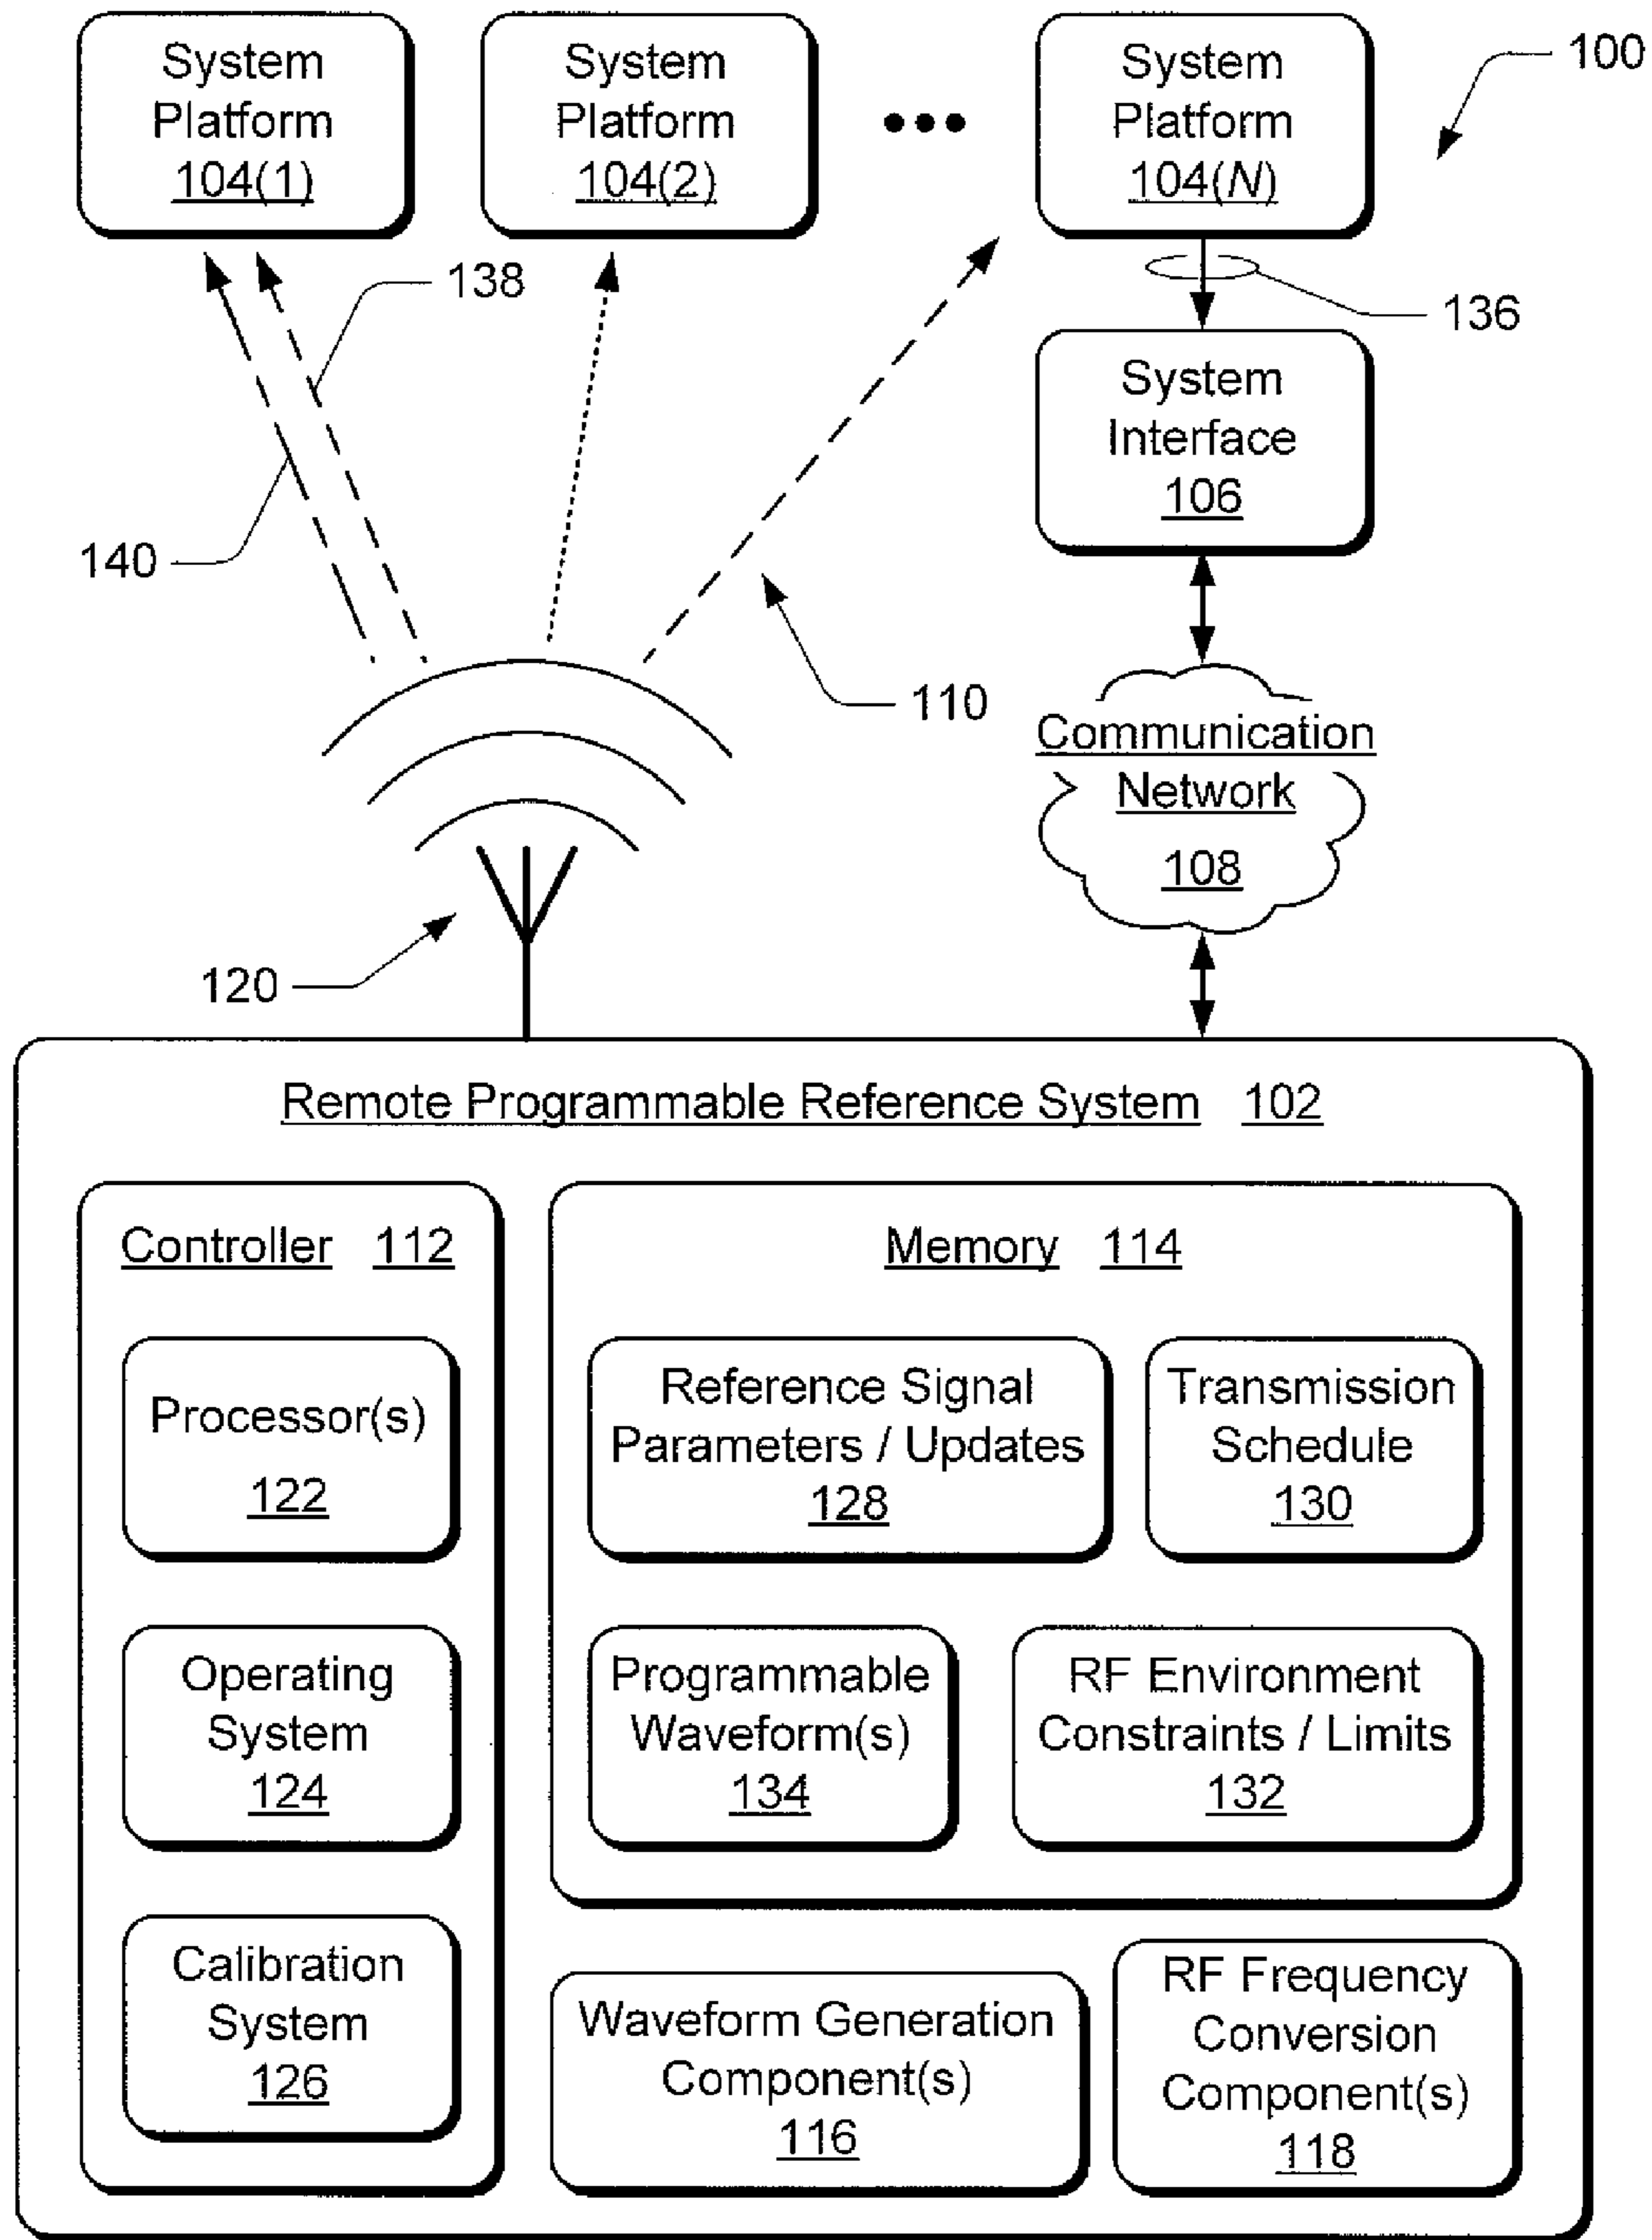 System
Platform
104(1)
System
Platform
104(2)
System
Platform
104(N)
100
138
136
System
Interface
106
140
110
Communication
Network
108
120
Remote Programmable Reference System 102
Controller 112
Processor(s)
122
Operating
System
124
Calibration
System
126
Memory 114
Reference Signal
Parameters / Updates
128
Transmission
Schedule
130
Programmable
Waveform(s)
134
RF Environment
Constraints / Limits
132
Waveform Generation
Component(s)
116
RF Frequency
Conversion
Component(s)
118